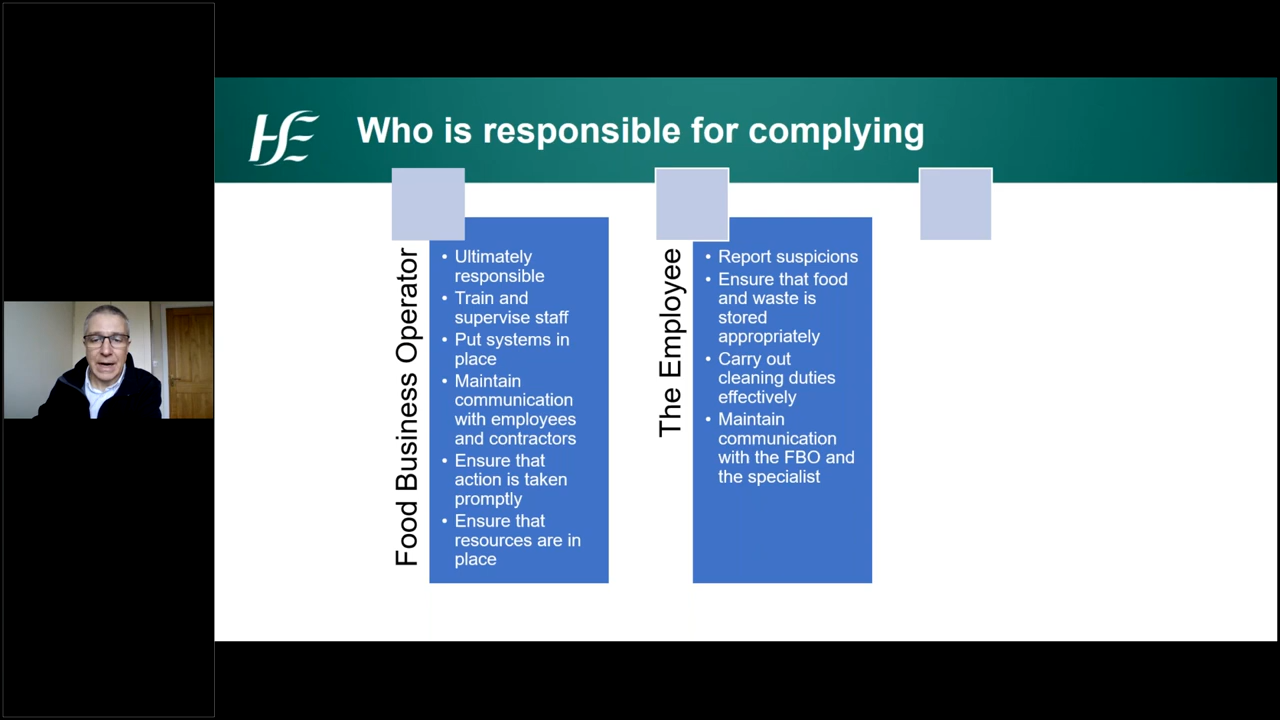 HSE
Who is responsible for complying
Food Business Operator
• Ultimately
responsible
• Train and
supervise staff
• Put systems in
place
• Maintain
communication
with employees
and contractors
• Ensure that
action is taken
promptly
• Ensure that
resources are in
place
The Employee
• Report suspicions
• Ensure that food
and waste is
stored
appropriately
• Carry out
cleaning duties
effectively
• Maintain
communication
with the FBO and
the specialist